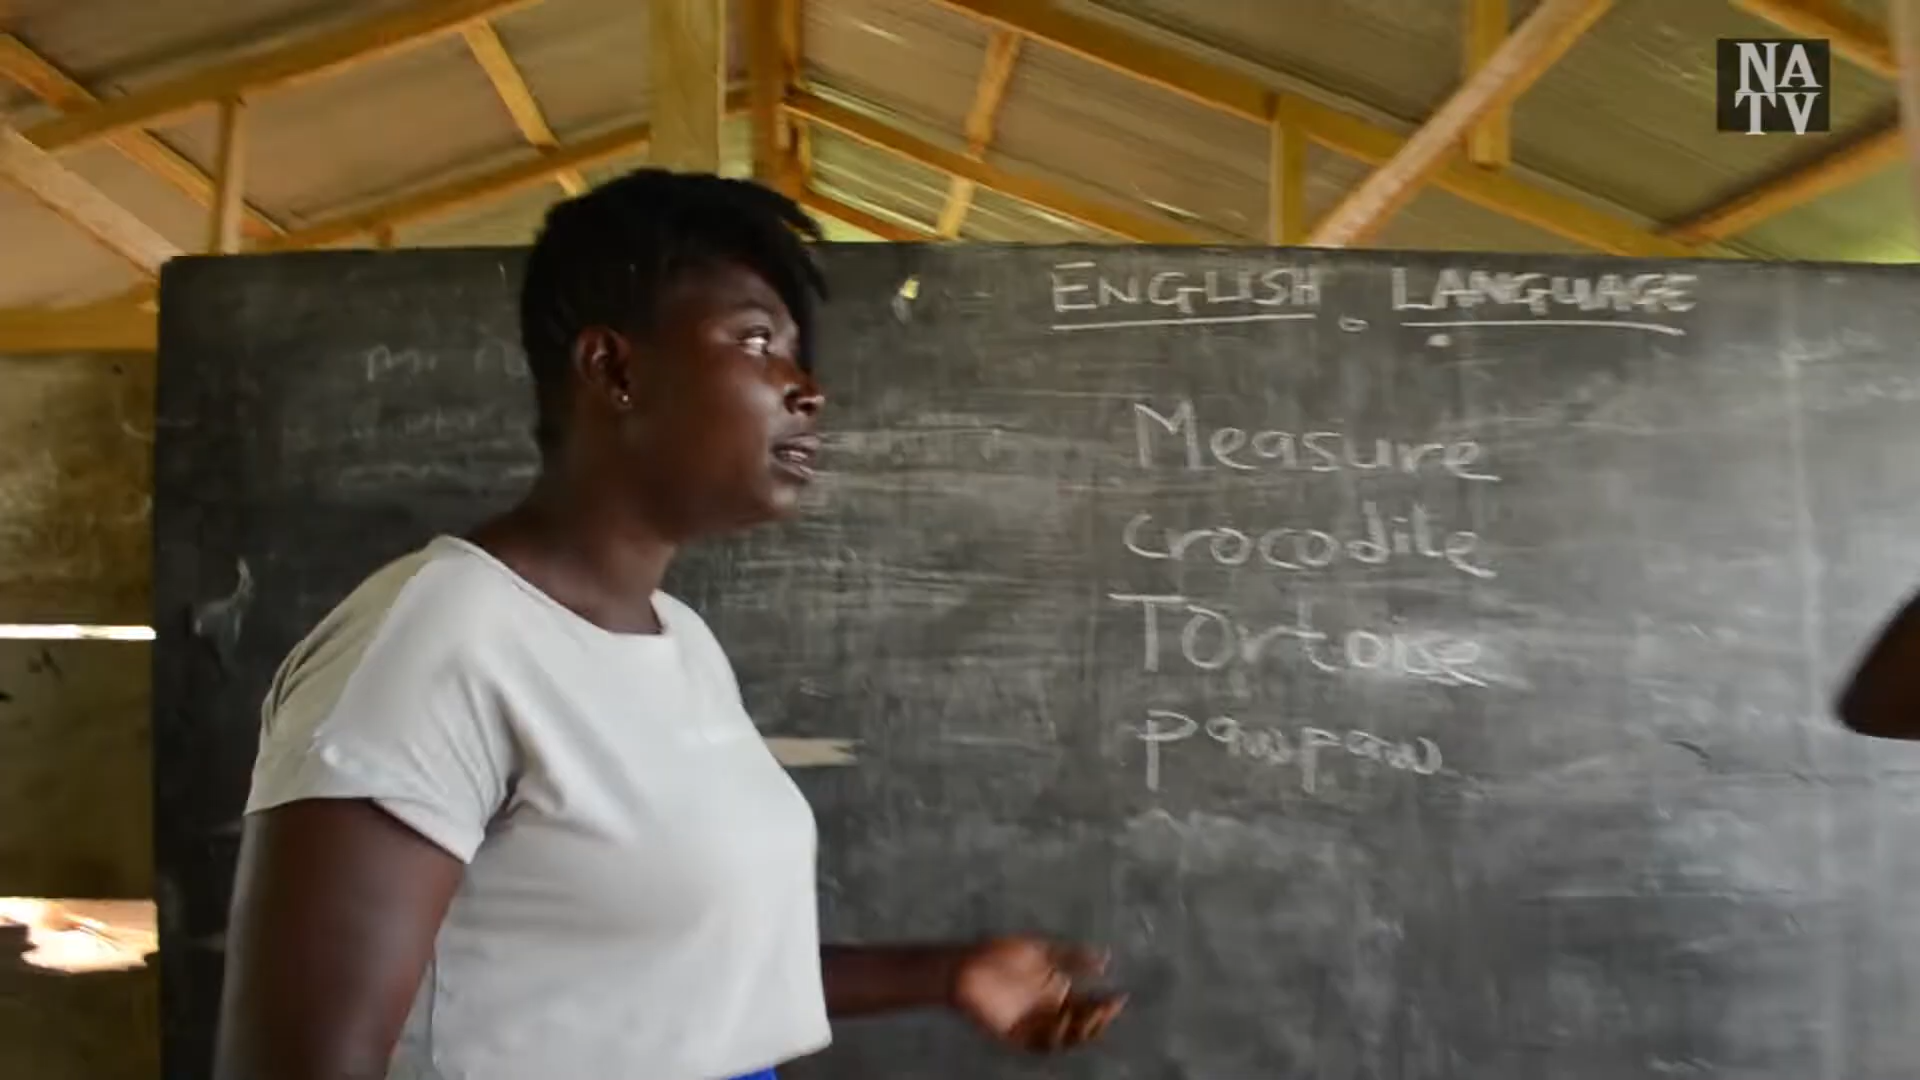 NA
TV
ENGLISH LANGUAGE
Measure
crocodile
Tortoise
pawpaw